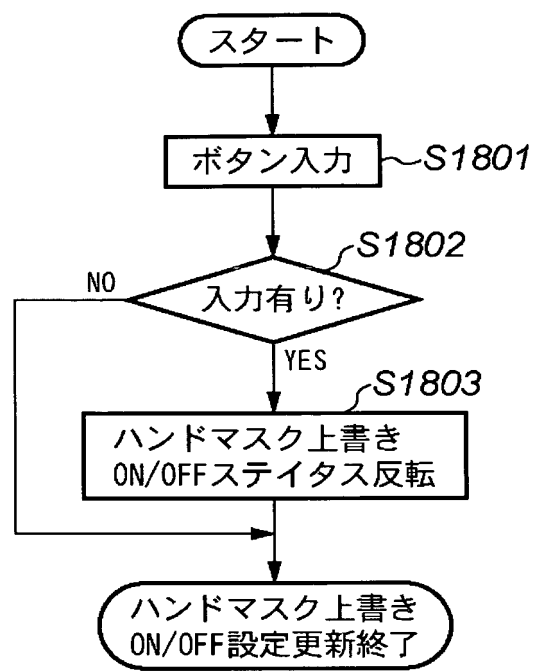 スタート
ボタン入力
S1801
S1802
NO
入力有り?
YES
S1803
ハンドマスク上書き
ON/OFFステイタス反転
ハンドマスク上書き
ON/OFF設定更新終了